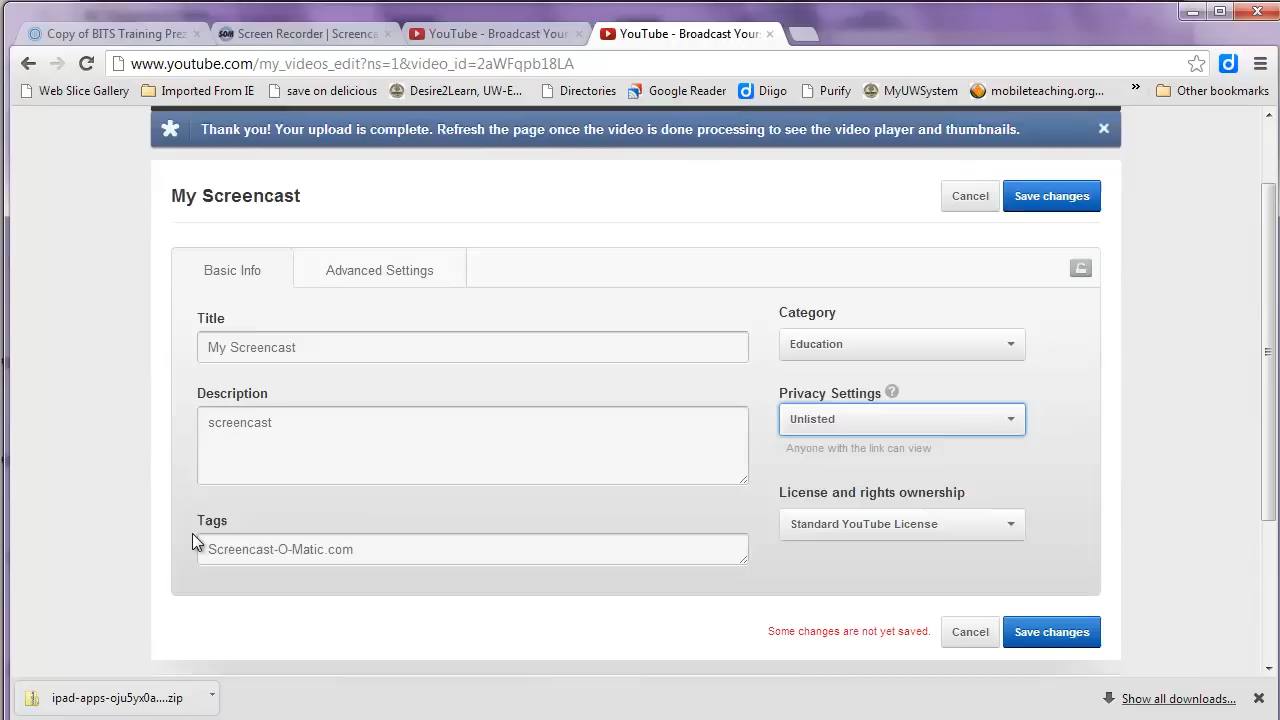 Copy of BITS Training Prez
Screen Recorder | Screenca
YouTube - Broadcast You
YouTube - Broadcast Your
www.youtube.com/my_videos_edit?ns=1&video_id=2aWFqbb18LA
Web Slice Gallery
Imported From IE
save on delicious
Desire2Learn, UW-E...
Directories
Google Reader
Diigo
Purify
MyUWSystem
mobileteaching.org...
»
Other bookmarks
Thank you! Your upload is complete. Refresh the page once the video is done processing to see the video player and thumbnails.
My Screencast
Cancel
Save changes
Basic Info
Advanced Settings
Title
My Screencast
Category
Education
Description
screencast
Privacy Settings ?
Unlisted
Anyone with the link can view
Tags
Screencast-O-Matic.com
License and rights ownership
Standard YouTube License
Some changes are not yet saved.
Cancel
Save changes
ipad-apps-oju5yx0a....zip
Show all downloads...